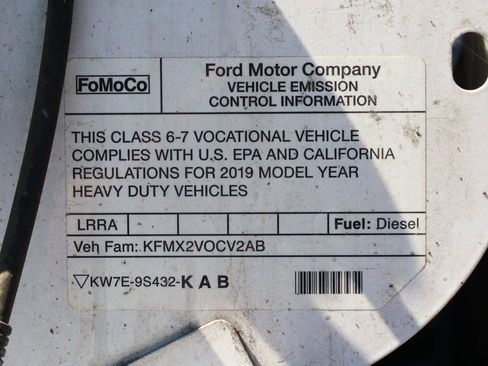 FoMoCo
Ford Motor Company
VEHICLE EMISSION
CONTROL INFORMATION
THIS CLASS 6-7 VOCATIONAL VEHICLE
COMPLIES WITH U.S. EPA AND CALIFORNIA
REGULATIONS FOR 2019 MODEL YEAR
HEAVY DUTY VEHICLES
LRRA Fuel: Diesel
Veh Fam: KFMX2VOCV2AB
▽KW7E-9S432-KAB